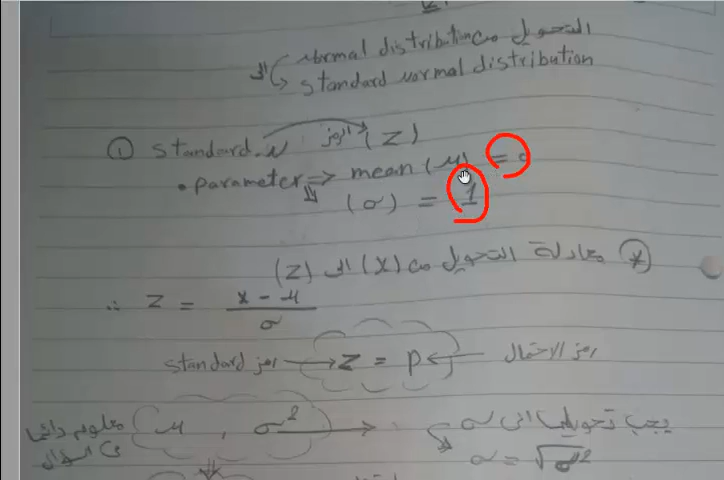 التحويل من normal distribution
الى standard normal distribution
① standard.N الرمز (Z)
• parameter ⇒ mean (μ) = 0
(σ) = 1
* معادلة التحويل من (X) الى (Z)
∴ Z = (x - μ) / σ
رمز standard → Z = P ← رمز الاحتمال
معلوم دائما في السؤال (μ , σ²) → يجب تحويلها الى σ
σ = √σ²